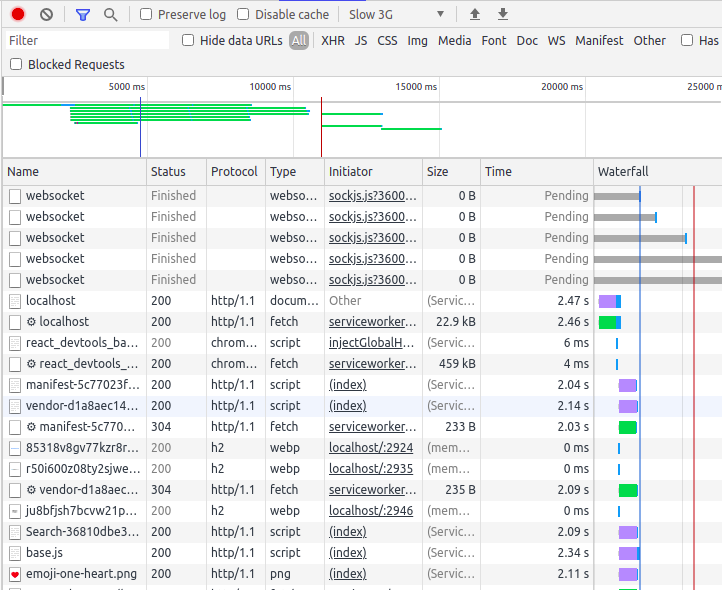 Preserve log Disable cache Slow 3G
Filter Hide data URLs All XHR JS CSS Img Media Font Doc WS Manifest Other Has
Blocked Requests
5000 ms 10000 ms 15000 ms 20000 ms 25000 m
Name Status Protocol Type Initiator Size Time Waterfall
websocket Finished webso... sockjs.js?3600... 0 B Pending
websocket Finished webso... sockjs.js?3600... 0 B Pending
websocket Finished webso... sockjs.js?3600... 0 B Pending
websocket Finished webso... sockjs.js?3600... 0 B Pending
websocket Finished webso... sockjs.js?3600... 0 B Pending
localhost 200 http/1.1 docum... Other (Servic... 2.47 s
⚙ localhost 200 http/1.1 fetch serviceworker... 22.9 kB 2.46 s
react_devtools_ba... 200 chrom... script injectGlobalH... (Servic... 6 ms
⚙ react_devtools_... 200 chrom... fetch serviceworker... 459 kB 4 ms
manifest-5c77023f... 200 http/1.1 script (index) (Servic... 2.04 s
vendor-d1a8aec14... 200 http/1.1 script (index) (Servic... 2.14 s
⚙ manifest-5c770... 304 http/1.1 fetch serviceworker... 233 B 2.03 s
85318v8gv77kzr8r... 200 h2 webp localhost/:2924 (mem... 0 ms
r50i600z08ty2sjwe... 200 h2 webp localhost/:2935 (mem... 0 ms
⚙ vendor-d1a8aec... 304 http/1.1 fetch serviceworker... 235 B 2.09 s
ju8bfjsh7bcvw21p... 200 h2 webp localhost/:2946 (mem... 0 ms
Search-36810dbe3... 200 http/1.1 script (index) (Servic... 2.09 s
base.js 200 http/1.1 script (index) (Servic... 2.34 s
emoji-one-heart.png 200 http/1.1 png (index) (Servic... 2.11 s